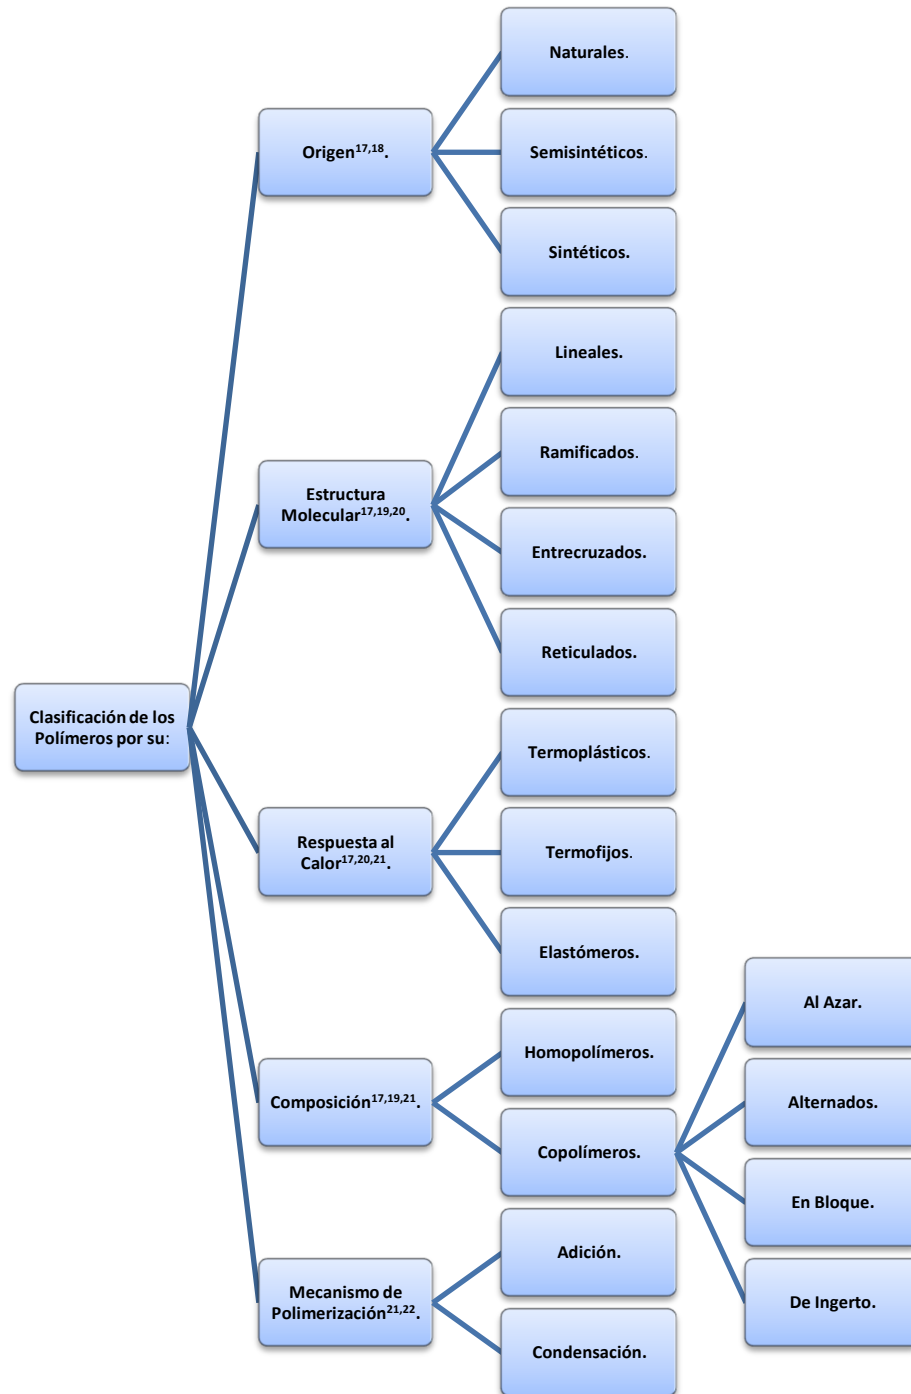 Clasificación de los
Polímeros por su:
Origen17,18.
Naturales.
Semisintéticos.
Sintéticos.
Estructura
Molecular17,19,20.
Lineales.
Ramificados.
Entrecruzados.
Reticulados.
Respuesta al
Calor17,20,21.
Termoplásticos.
Termofijos.
Elastómeros.
Composición17,19,21.
Homopolímeros.
Copolímeros.
Al Azar.
Alternados.
En Bloque.
De Ingerto.
Mecanismo de
Polimerización21,22.
Adición.
Condensación.